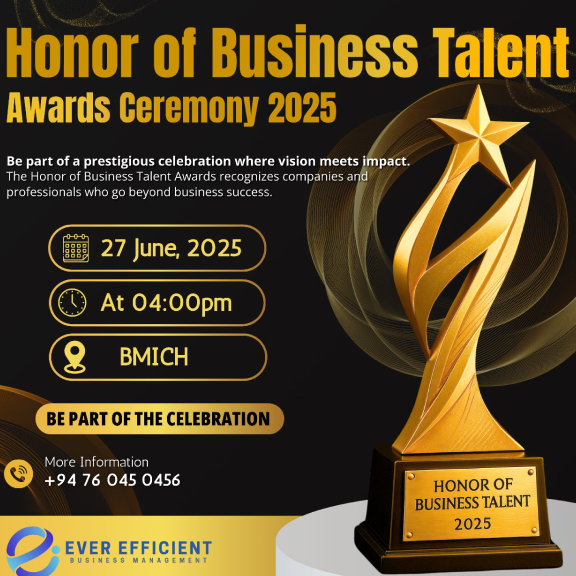 Honor of Business Talent
Awards Ceremony 2025
Be part of a prestigious celebration where vision meets impact.
The Honor of Business Talent Awards recognizes companies and
professionals who go beyond business success.
27 June, 2025
At 04:00pm
BMICH
BE PART OF THE CELEBRATION
More Information
+94 76 045 0456
HONOR OF
BUSINESS TALENT
2025
EVER EFFICIENT
BUSINESS MANAGEMENT